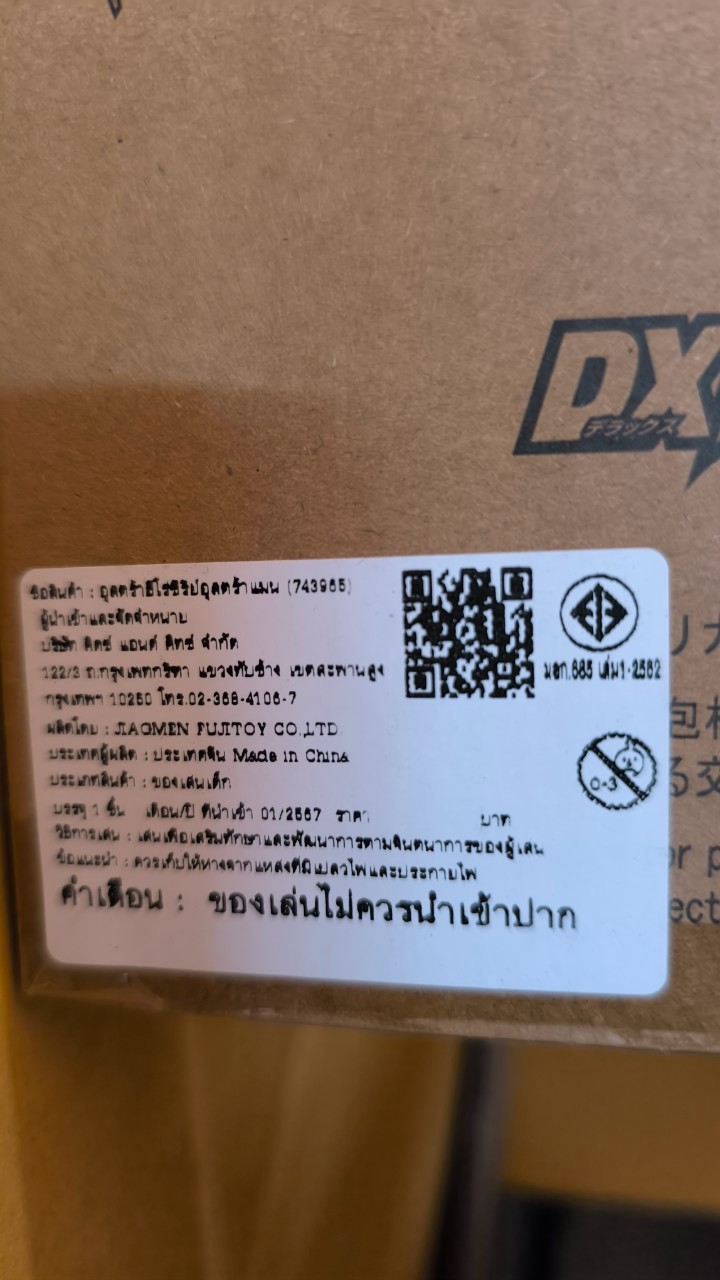 DX
デラックス
ชื่อสินค้า : อุลตร้าฮีโร่ซีรี่ย์อุลตร้าแมน (743965)
ผู้นำเข้าและจัดจำหน่าย
บริษัท คิดซ์ แอนด์ คิทซ์ จำกัด
122/3 ถ.กรุงเทพกรีฑา แขวงทับช้าง เขตสะพานสูง
กรุงเทพฯ 10250 โทร.02-368-4106-7
ผลิตโดย : JIAOMEN FUJITOY CO.,LTD
ประเทศผู้ผลิต : ประเทศจีน Made in China
ประเภทสินค้า : ของเล่นเด็ก
บรรจุ 1 ชิ้น เดือน/ปี ที่นำเข้า 01/2567 ราคา บาท
วิธีการเล่น : เล่นเพื่อเสริมทักษะและพัฒนาการตามจินตนาการของผู้เล่น
ข้อแนะนำ : ควรเก็บให้ห่างจากแหล่งที่มีเปลวไฟและประกายไฟ
คำเตือน : ของเล่นไม่ควรนำเข้าปาก
มอก.685 เล่ม1-2562
0-3
リカ
包
る交
or p
ect